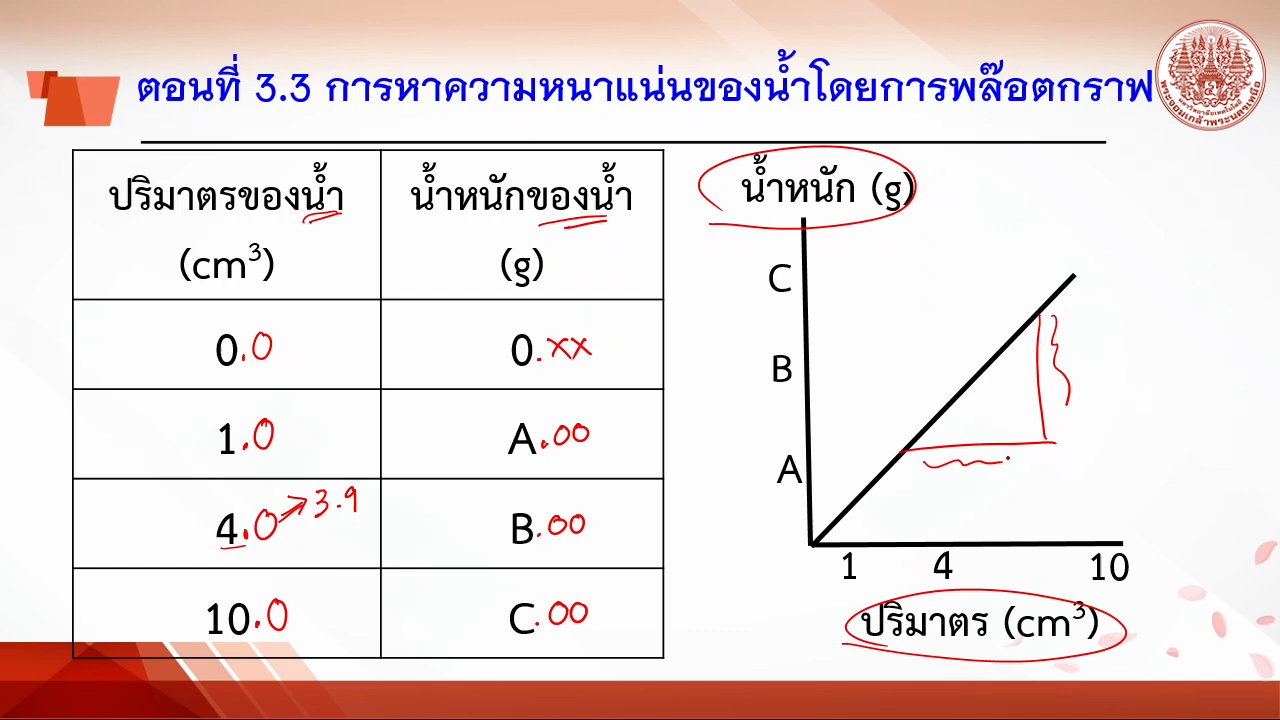 ตอนที่ 3.3 การหาความหนาแน่นของน้ำโดยการพล๊อตกราฟ
ปริมาตรของน้ำ (cm³)
น้ำหนักของน้ำ (g)
0.0
0.xx
1.0
A.00
4.0 → 3.9
B.00
10.0
C.00
น้ำหนัก (g)
C
B
A
1 4 10
ปริมาตร (cm³)